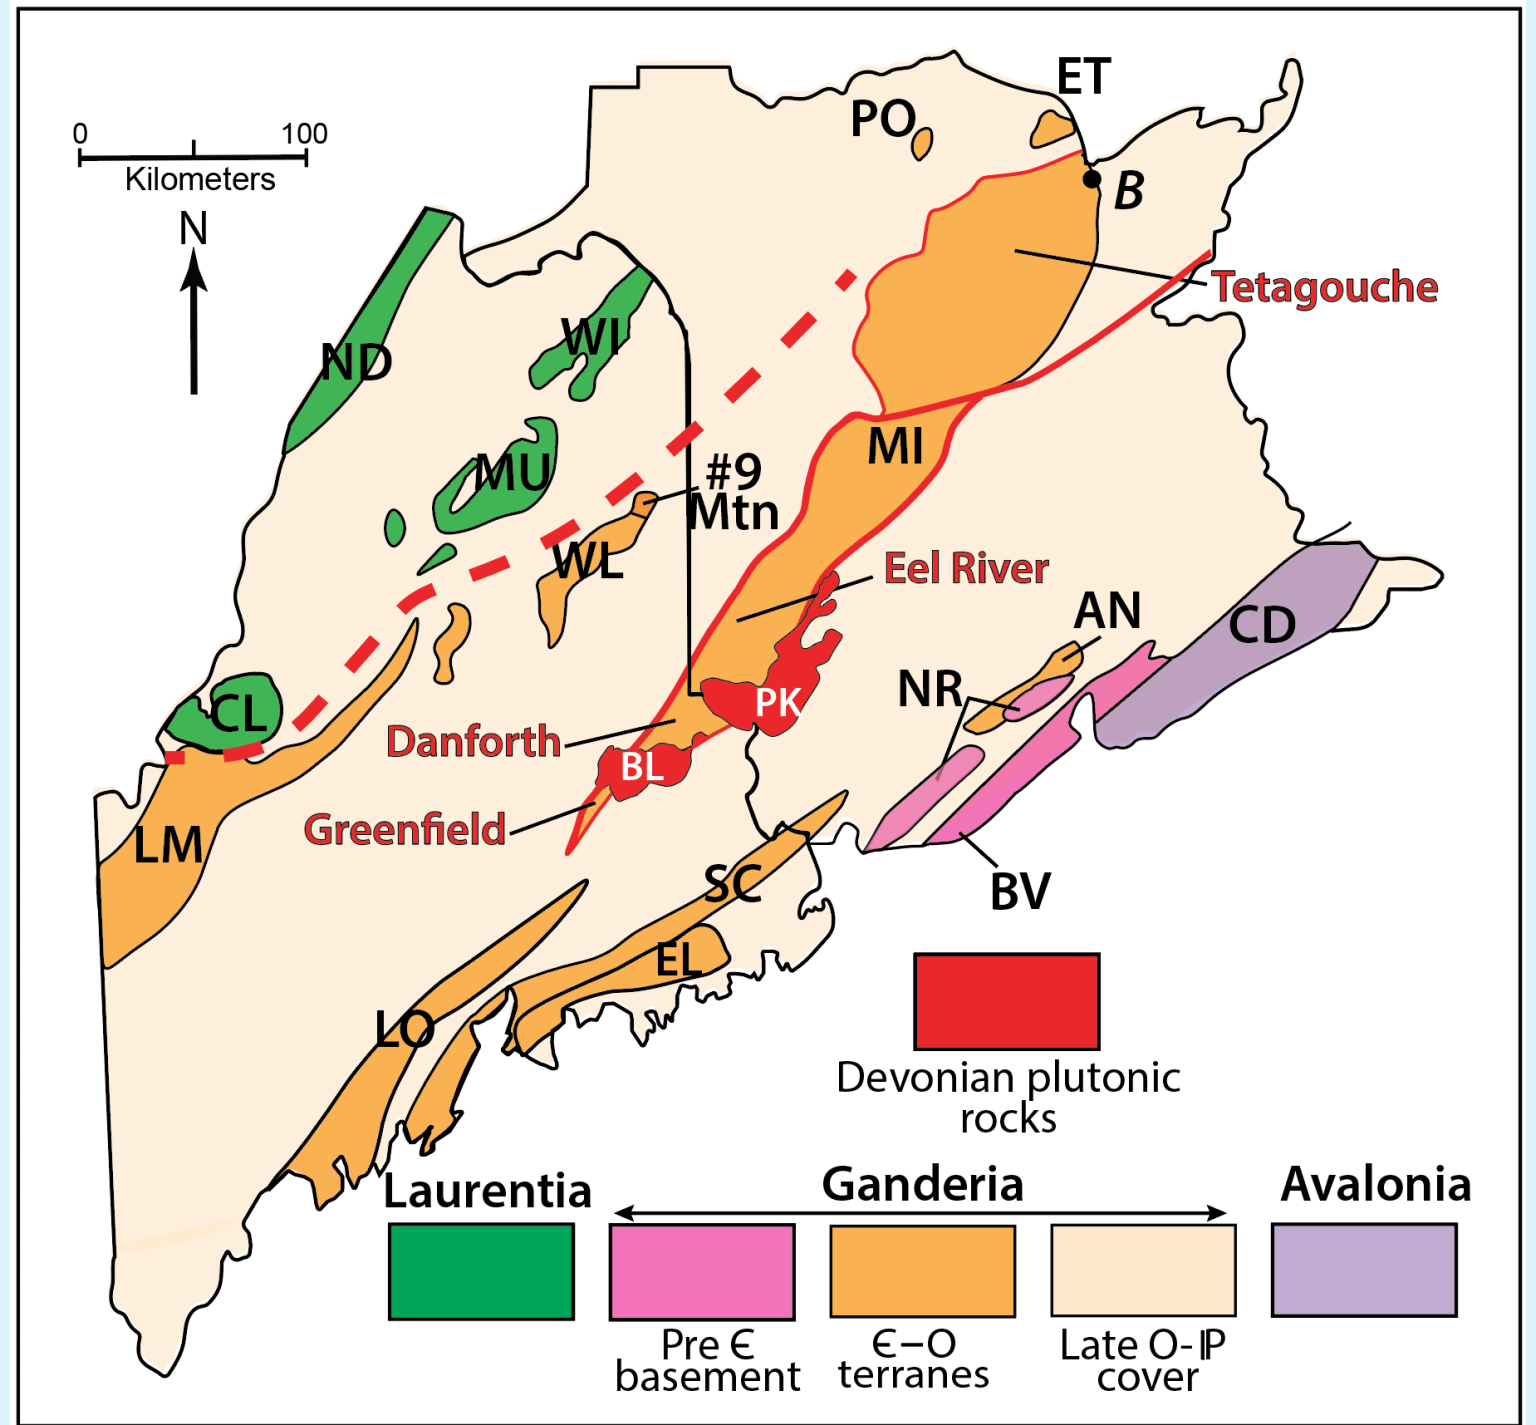 ET
PO
0 100
Kilometers
B
N
Tetagouche
WI
ND
MI
#9
Mtn
MU
WL
Eel River
AN
CD
NR
CL
PK
Danforth
BL
Greenfield
LM
SC
BV
EL
LO
Devonian plutonic
rocks
Laurentia
Ganderia
Avalonia
Pre Є
basement
Є–O
terranes
Late O-ℙ
cover